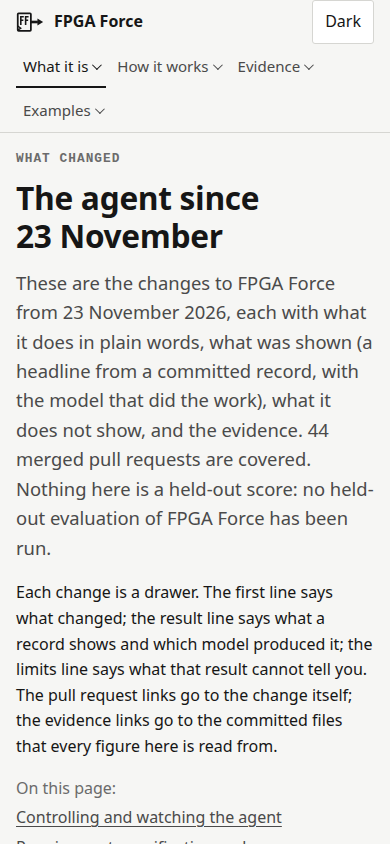 FF FPGA Force
Dark
What it is How it works Evidence
Examples
WHAT CHANGED
The agent since
23 November
These are the changes to FPGA Force
from 23 November 2026, each with what
it does in plain words, what was shown (a
headline from a committed record, with
the model that did the work), what it
does not show, and the evidence. 44
merged pull requests are covered.
Nothing here is a held-out score: no held-
out evaluation of FPGA Force has been
run.
Each change is a drawer. The first line says
what changed; the result line says what a
record shows and which model produced it; the
limits line says what that result cannot tell you.
The pull request links go to the change itself;
the evidence links go to the committed files
that every figure here is read from.
On this page:
Controlling and watching the agent